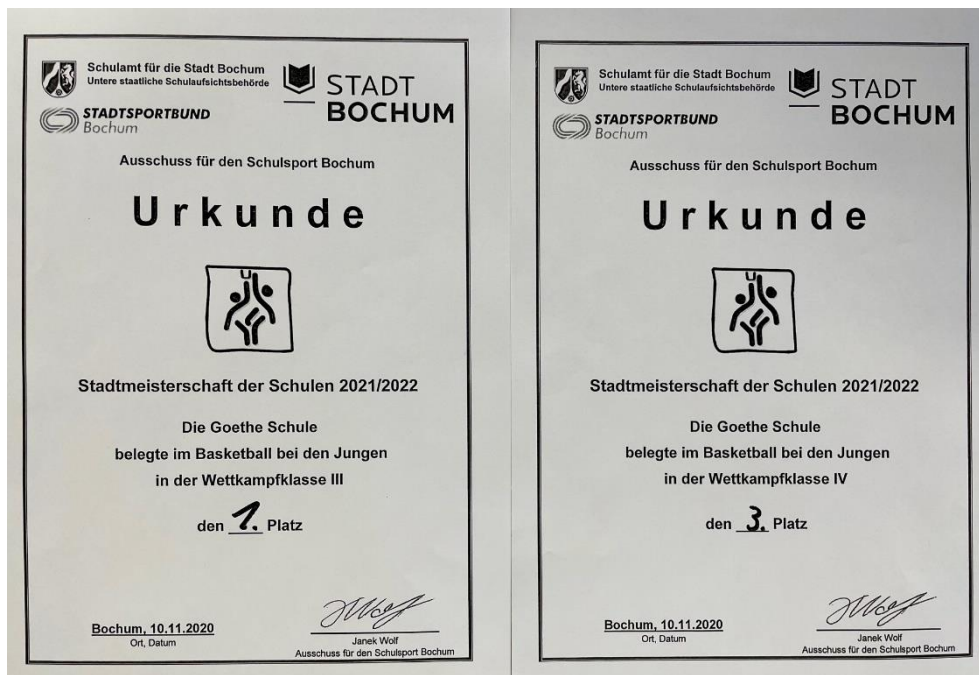 Schulamt für die Stadt Bochum
Untere staatliche Schulaufsichtsbehörde
STADTSPORTBUND
Bochum
STADT
BOCHUM
Ausschuss für den Schulsport Bochum
Urkunde
Stadtmeisterschaft der Schulen 2021/2022
Die Goethe Schule
belegte im Basketball bei den Jungen
in der Wettkampfklasse III
den 1. Platz
Bochum, 10.11.2020
Ort, Datum
Janek Wolf
Ausschuss für den Schulsport Bochum
Schulamt für die Stadt Bochum
Untere staatliche Schulaufsichtsbehörde
STADTSPORTBUND
Bochum
STADT
BOCHUM
Ausschuss für den Schulsport Bochum
Urkunde
Stadtmeisterschaft der Schulen 2021/2022
Die Goethe Schule
belegte im Basketball bei den Jungen
in der Wettkampfklasse IV
den 3. Platz
Bochum, 10.11.2020
Ort, Datum
Janek Wolf
Ausschuss für den Schulsport Bochum